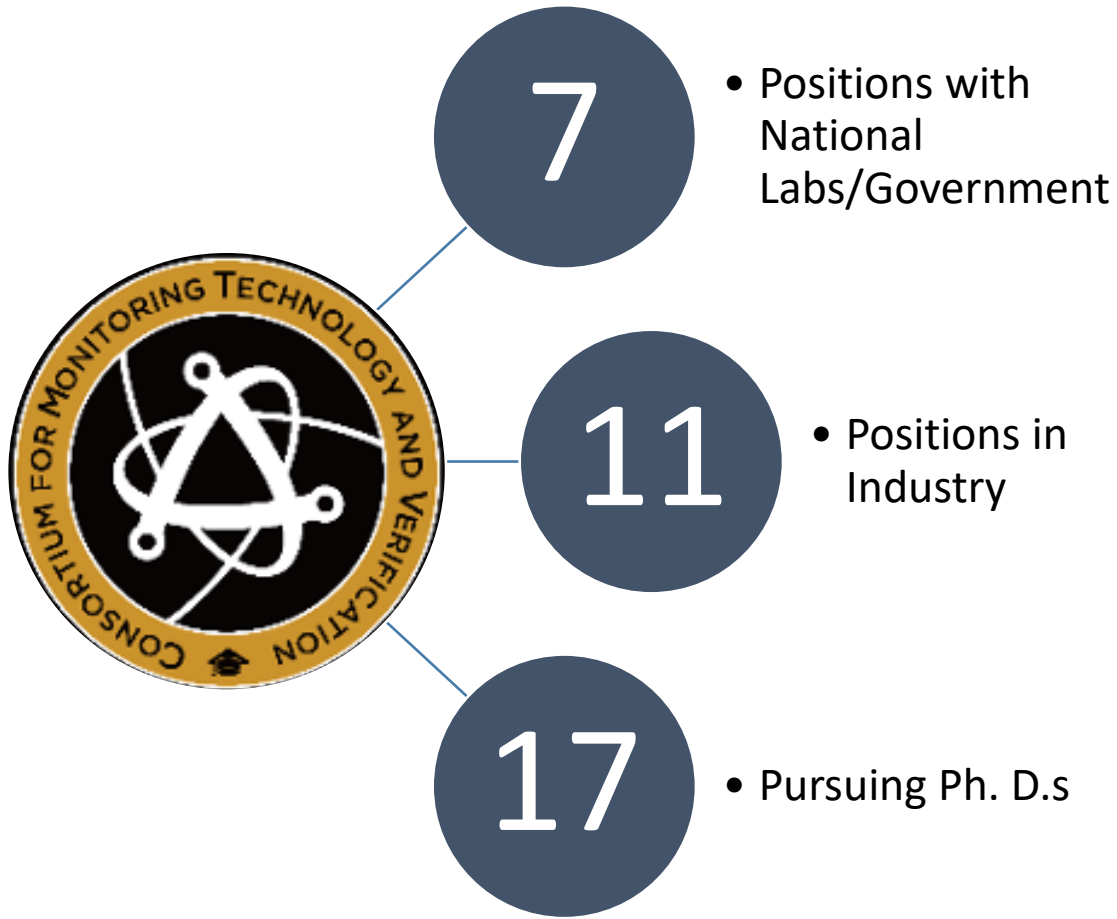 7
• Positions with
National
Labs/Government
CONSORTIUM FOR MONITORING TECHNOLOGY AND VERIFICATION
11
• Positions in
Industry
17
• Pursuing Ph. D.s